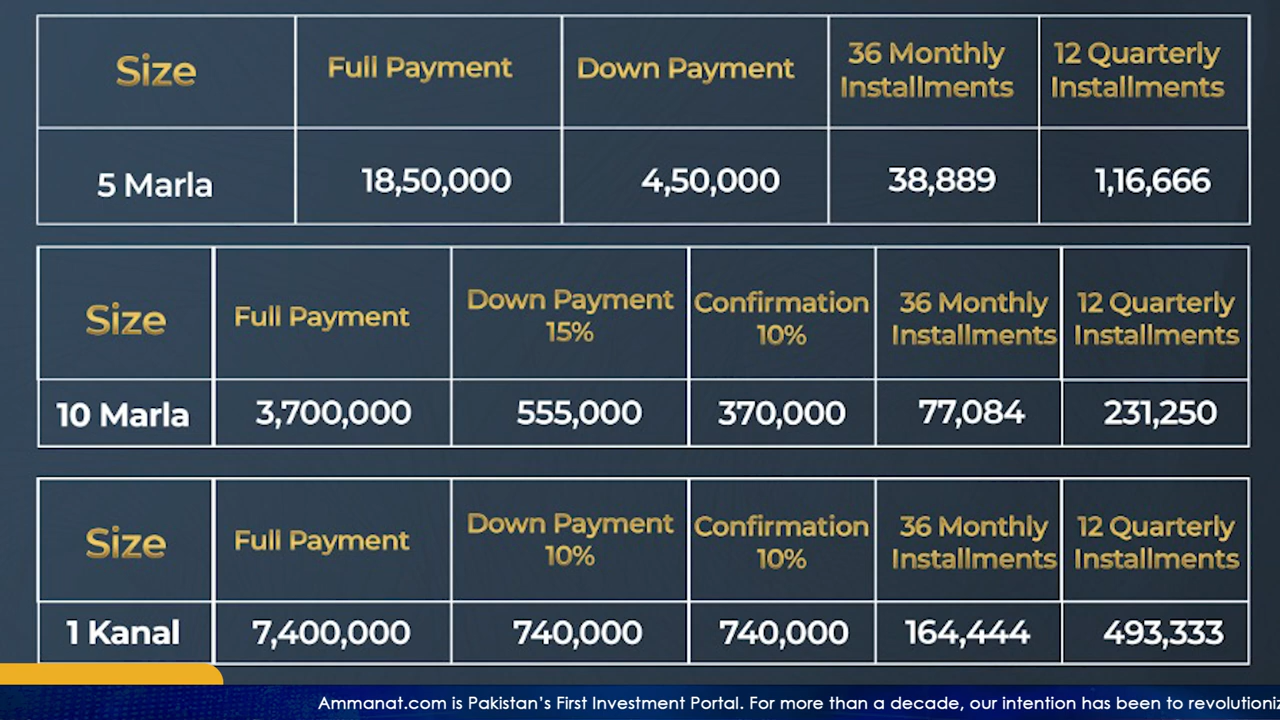 Size Full Payment Down Payment 36 Monthly Installments 12 Quarterly Installments
5 Marla 18,50,000 4,50,000 38,889 1,16,666
Size Full Payment Down Payment 15% Confirmation 10% 36 Monthly Installments 12 Quarterly Installments
10 Marla 3,700,000 555,000 370,000 77,084 231,250
Size Full Payment Down Payment 10% Confirmation 10% 36 Monthly Installments 12 Quarterly Installments
1 Kanal 7,400,000 740,000 740,000 164,444 493,333
Ammanat.com is Pakistan's First Investment Portal. For more than a decade, our intention has been to revolutioni